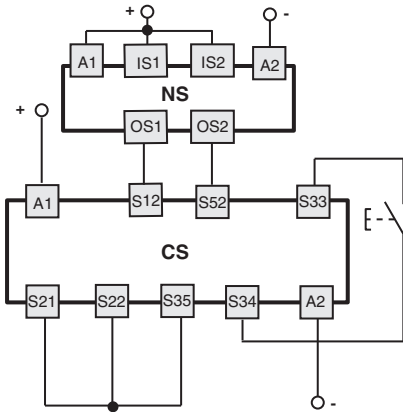 + -
A1 IS1 IS2 A2
NS
OS1 OS2
+
A1 S12 S52 S33
CS
S21 S22 S35 S34 A2
-